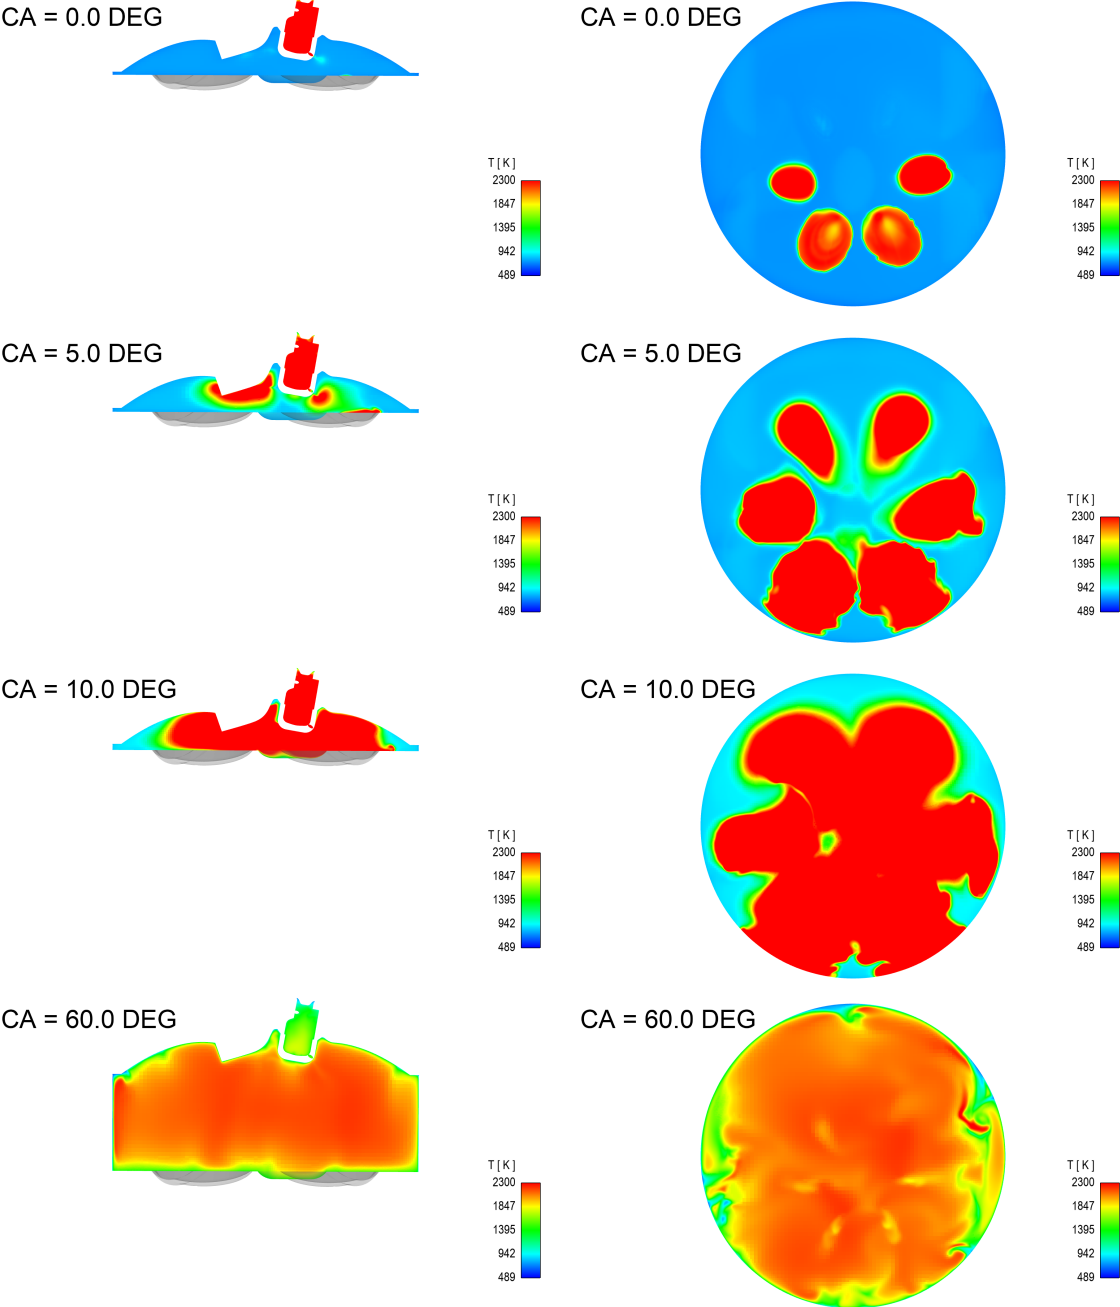 CA = 0.0 DEG
T [ K ]
2300
1847
1395
942
489
CA = 0.0 DEG
T [ K ]
2300
1847
1395
942
489
CA = 5.0 DEG
T [ K ]
2300
1847
1395
942
489
CA = 5.0 DEG
T [ K ]
2300
1847
1395
942
489
CA = 10.0 DEG
T [ K ]
2300
1847
1395
942
489
CA = 10.0 DEG
T [ K ]
2300
1847
1395
942
489
CA = 60.0 DEG
T [ K ]
2300
1847
1395
942
489
CA = 60.0 DEG
T [ K ]
2300
1847
1395
942
489